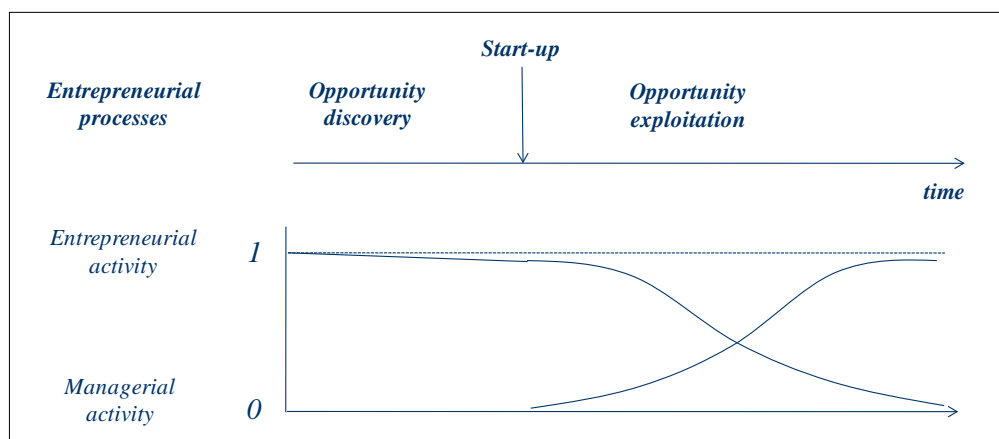 Start-up
Entrepreneurial
processes
Opportunity
discovery
Opportunity
exploitation
time
Entrepreneurial
activity
1
Managerial
activity
0